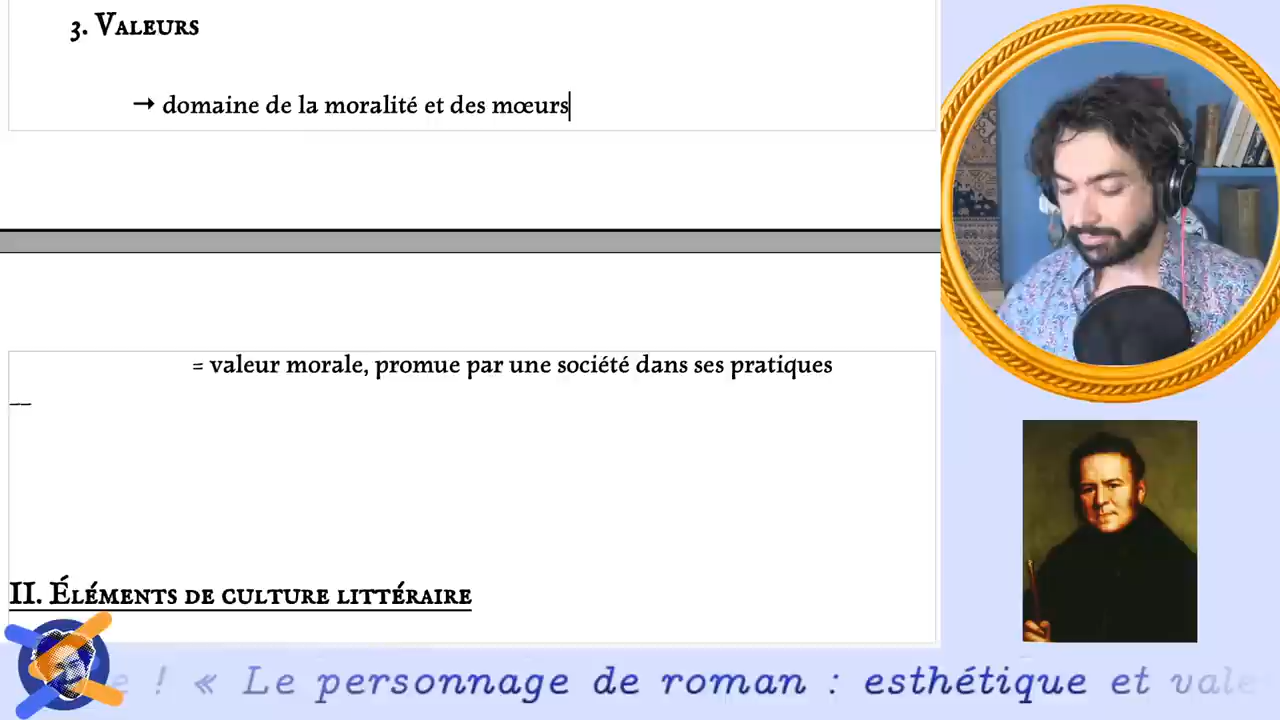 3. Valeurs
→ domaine de la moralité et des mœurs
= valeur morale, promue par une société dans ses pratiques
II. Éléments de culture littéraire
! « Le personnage de roman : esthétique et vale